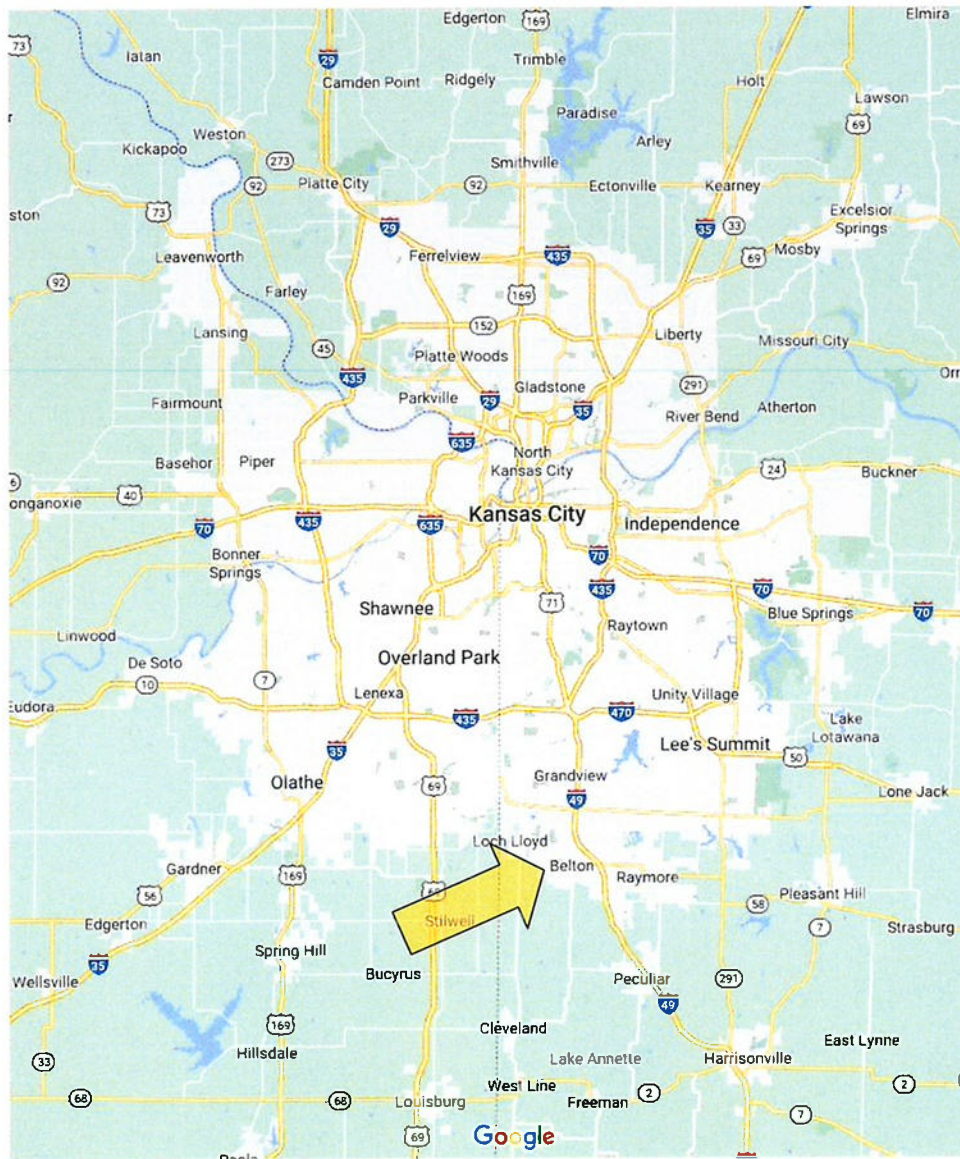 Edgerton
169
Elmira
73
Iatan
29
Trimble
Camden Point
Ridgely
Holt
Lawson
Paradise
69
Weston
Arley
Kickapoo
273
Smithville
92
Platte City
92
Ectonville
Kearney
73
29
35
33
Excelsior
Springs
Mosby
Leavenworth
Ferrelview
435
69
92
Farley
169
Lansing
152
Liberty
Missouri City
45
Platte Woods
435
Gladstone
291
Fairmount
Parkville
29
35
River Bend
Atherton
635
North
Kansas City
Basehor
Piper
24
Buckner
40
onganoxie
Kansas City
Independence
70
435
635
70
Bonner
Springs
435
70
Shawnee
71
Blue Springs
70
Linwood
Raytown
De Soto
Overland Park
10
7
Lenexa
Unity Village
Eudora
435
470
Lake
Lotawana
35
Lee's Summit
50
Olathe
69
Grandview
49
Lone Jack
Loch Lloyd
Gardner
169
Belton
Raymore
56
69
58
Pleasant Hill
Edgerton
Stilwell
7
Strasburg
Spring Hill
35
Wellsville
Bucyrus
Peculiar
291
49
169
Cleveland
East Lynne
33
Hillsdale
Lake Annette
Harrisonville
West Line
2
2
68
68
Louisburg
Freeman
7
69
Google